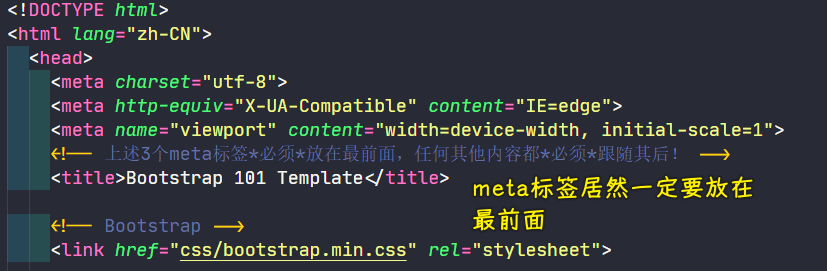 <!DOCTYPE html>
<html lang="zh-CN">
<head>
<meta charset="utf-8">
<meta http-equiv="X-UA-Compatible" content="IE=edge">
<meta name="viewport" content="width=device-width, initial-scale=1">
<!-- 上述3个meta标签*必须*放在最前面，任何其他内容都*必须*跟随其后！ -->
<title>Bootstrap 101 Template</title>
meta标签居然一定要放在
最前面
<!-- Bootstrap -->
<link href="css/bootstrap.min.css" rel="stylesheet">